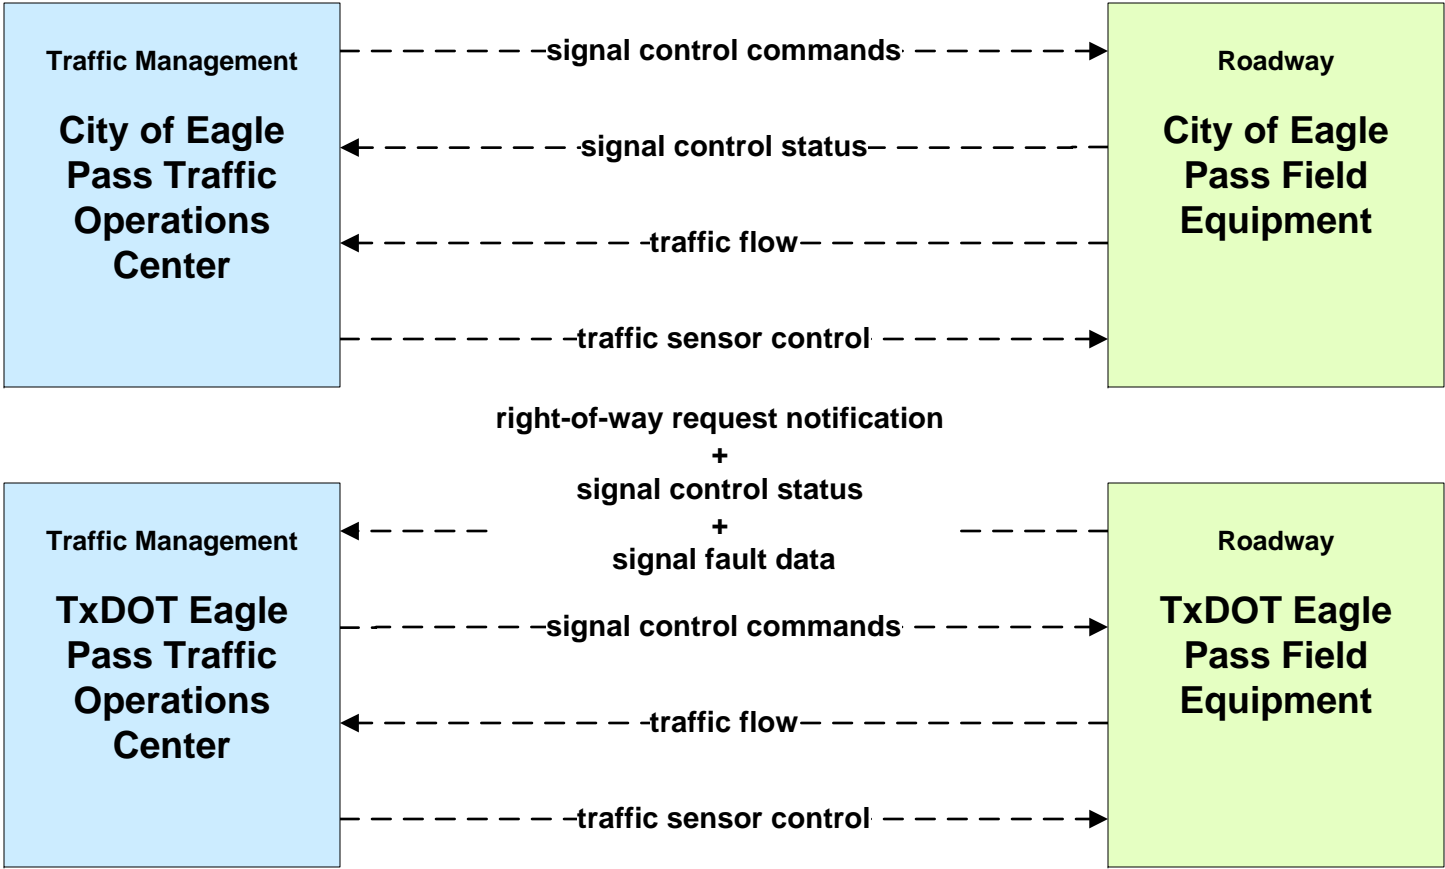 Traffic Management
City of Eagle
Pass Traffic
Operations
Center
signal control commands
signal control status
traffic flow
traffic sensor control
Roadway
City of Eagle
Pass Field
Equipment
right-of-way request notification
+
signal control status
+
signal fault data
Traffic Management
TxDOT Eagle
Pass Traffic
Operations
Center
signal control commands
traffic flow
traffic sensor control
Roadway
TxDOT Eagle
Pass Field
Equipment